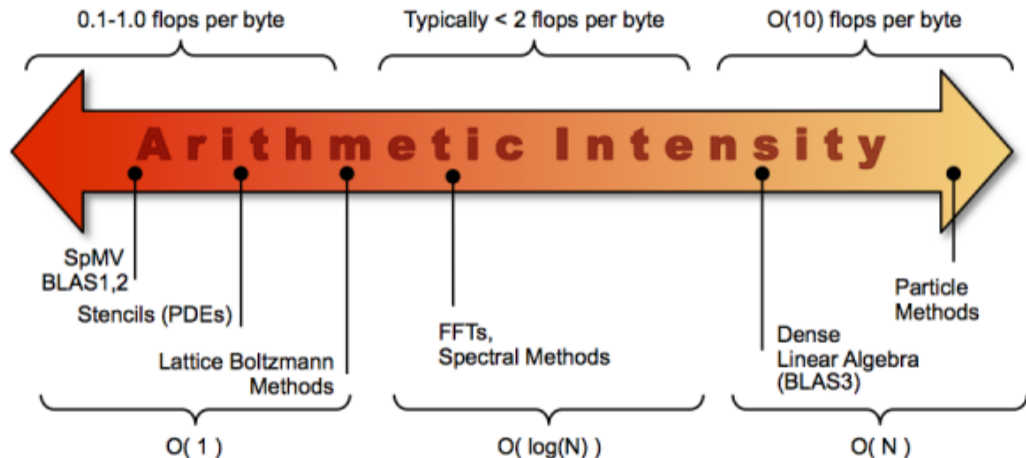 0.1-1.0 flops per byte
Typically < 2 flops per byte
O(10) flops per byte
Arithmetic Intensity
SpMV
BLAS1,2
Stencils (PDEs)
Lattice Boltzmann
Methods
FFTs,
Spectral Methods
Dense
Linear Algebra
(BLAS3)
Particle
Methods
O( 1 )
O( log(N) )
O( N )